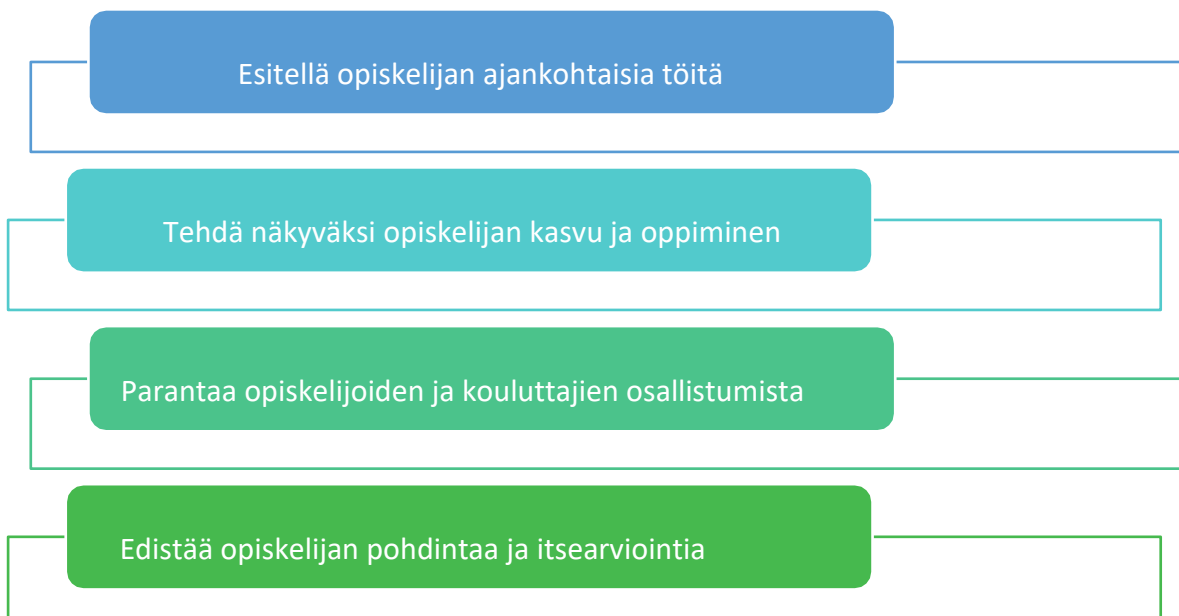 Esitellä opiskelijan ajankohtaisia töitä
Tehdä näkyväksi opiskelijan kasvu ja oppiminen
Parantaa opiskelijoiden ja kouluttajien osallistumista
Edistää opiskelijan pohdintaa ja itsearviointia